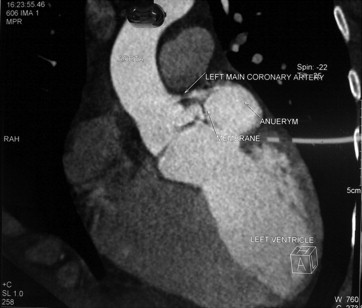 16:23:55.46
606 IMA 1
MPR
Spin: -22
LEFT MAIN CORONARY ARTERY
ANUERYM
RAH
5cm
LEFT VENTRICLE
A
+C
SL 1.0
258
W 760